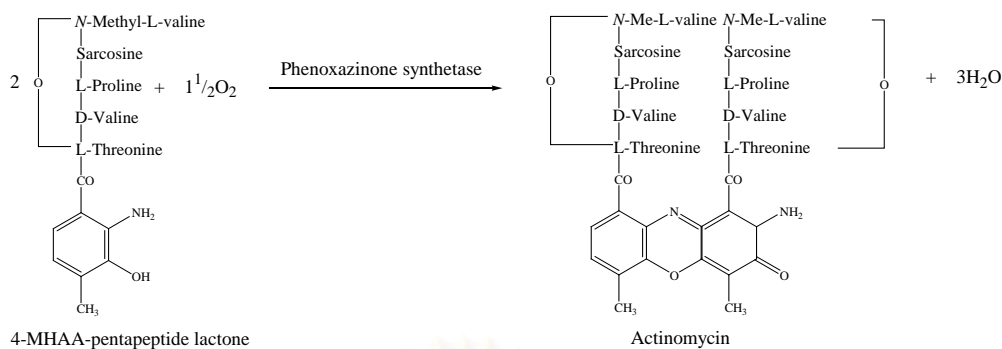 N-Methyl-L-valine
Sarcosine
L-Proline
D-Valine
L-Threonine
2
O
CO
NH₂
OH
CH₃
4-MHAA-pentapeptide lactone
+ 1¹/₂O₂
Phenoxazinone synthetase
N-Me-L-valine N-Me-L-valine
Sarcosine Sarcosine
L-Proline L-Proline
D-Valine D-Valine
L-Threonine L-Threonine
O O
CO CO
N NH₂
O O
CH₃ CH₃
Actinomycin
+ 3H₂O